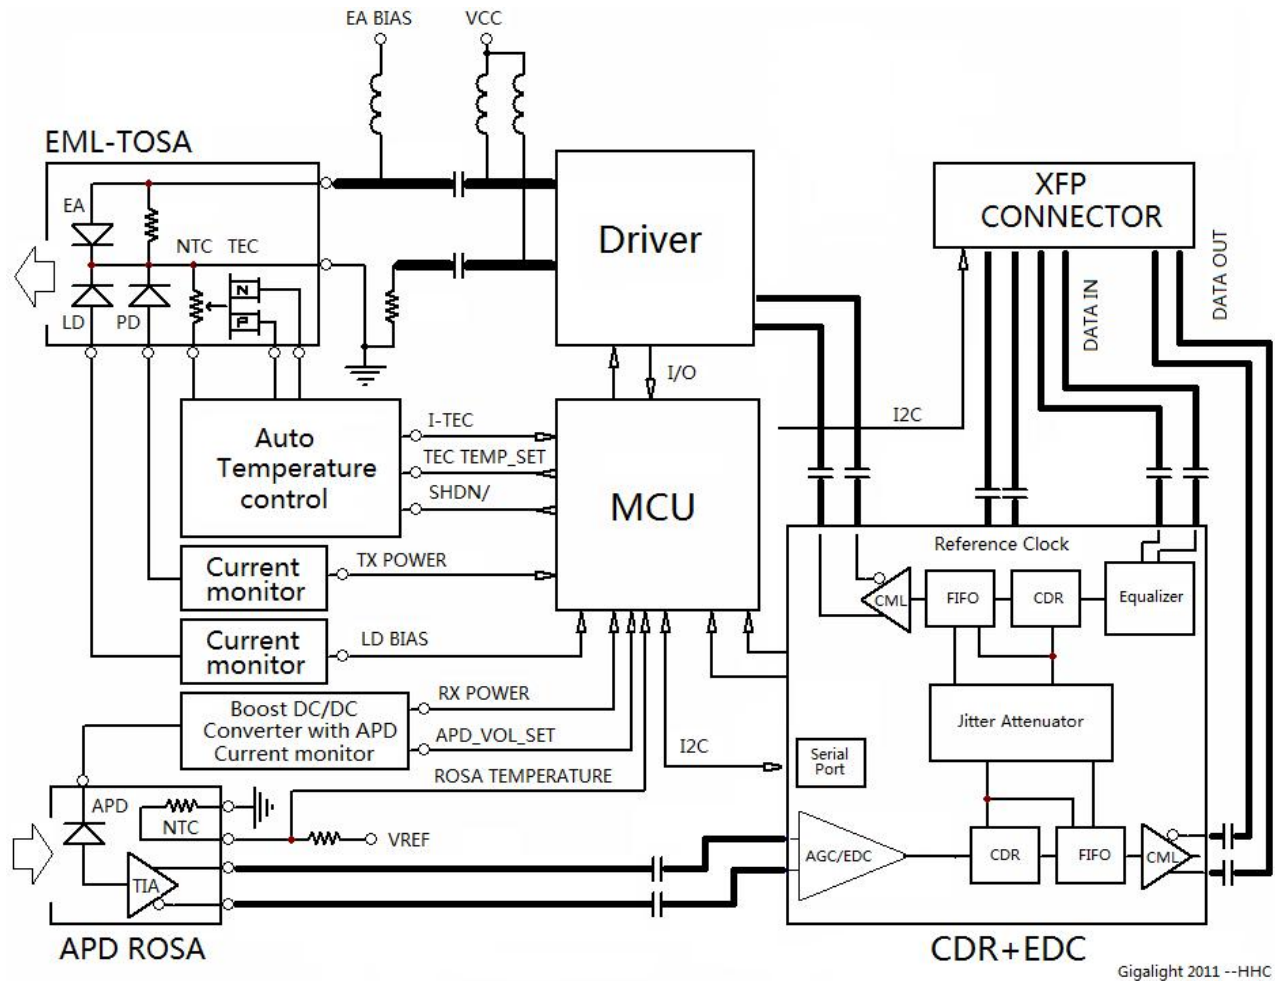 EA BIAS
VCC
EML-TOSA
EA
NTC TEC
N
P
LD
PD
Driver
XFP
CONNECTOR
DATA IN
DATA OUT
I/O
I2C
Auto
Temperature
control
I-TEC
TEC TEMP_SET
SHDN/
MCU
Current
monitor
TX POWER
Current
monitor
LD BIAS
Boost DC/DC
Converter with APD
Current monitor
RX POWER
APD_VOL_SET
ROSA TEMPERATURE
I2C
Reference Clock
CML
FIFO
CDR
Equalizer
Jitter Attenuator
Serial
Port
APD
NTC
VREF
TIA
AGC/EDC
CDR
FIFO
CML
APD ROSA
CDR+EDC
Gigalight 2011 --HHC